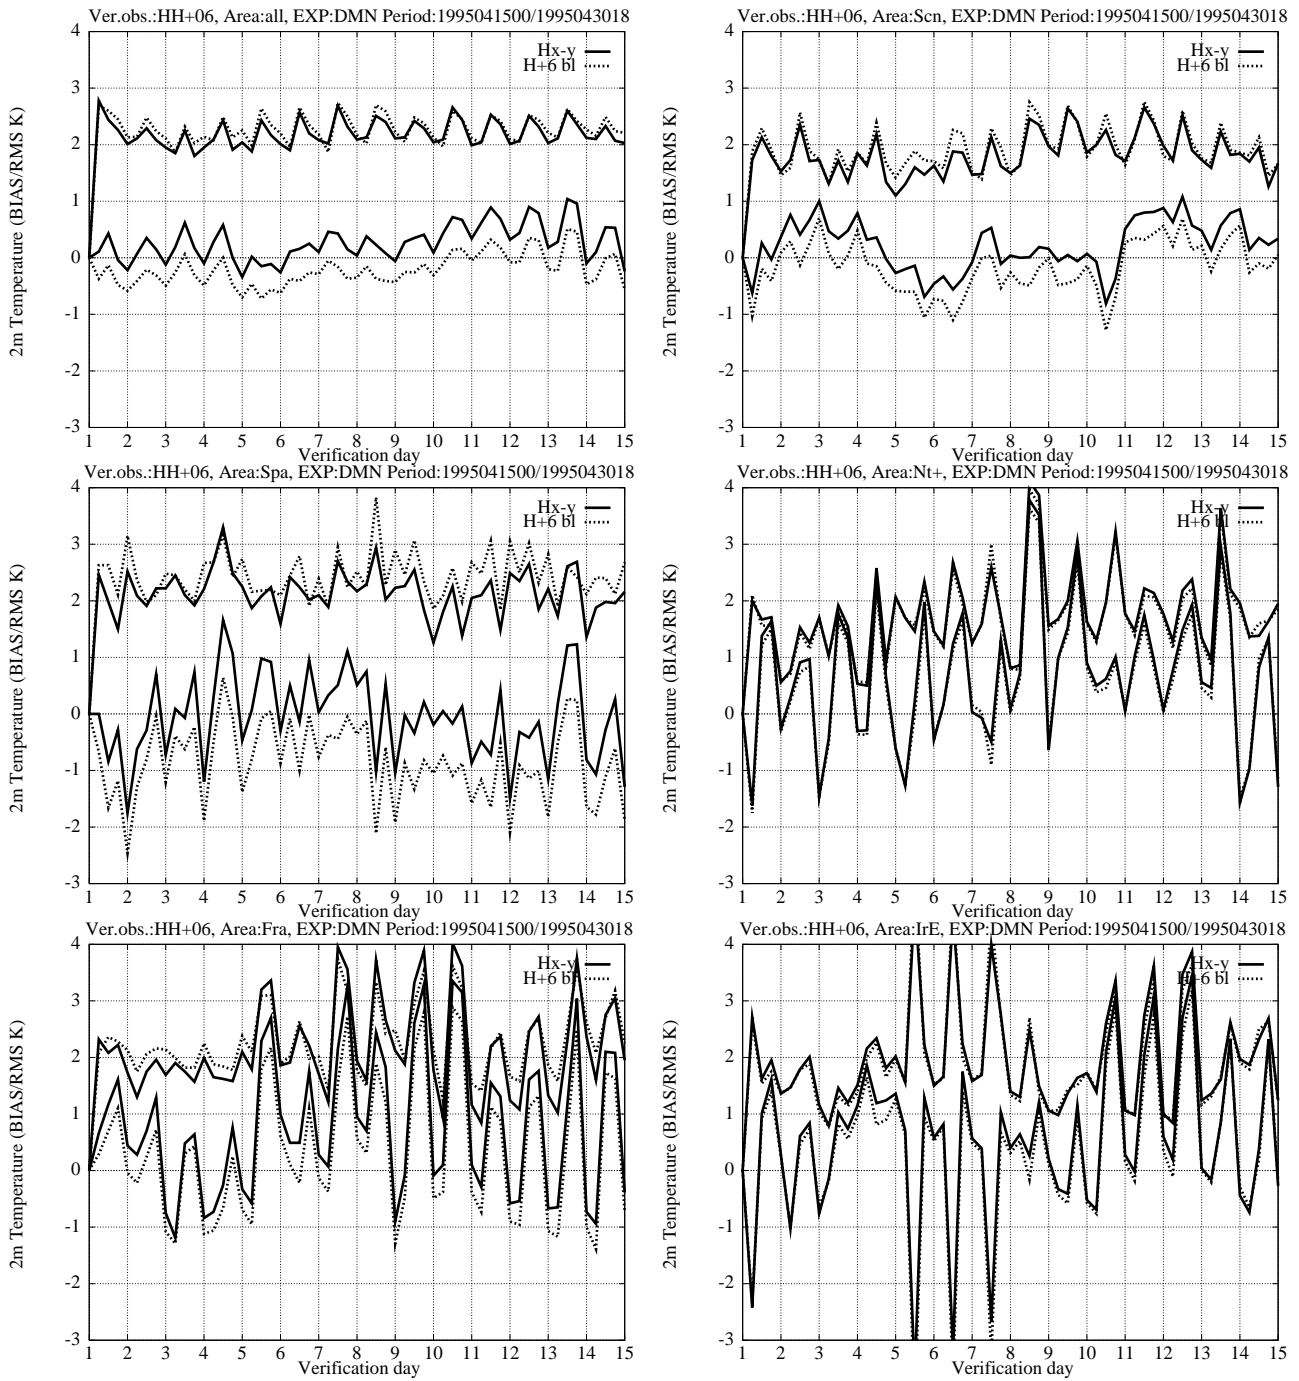 Ver.obs.:HH+06, Area:all, EXP:DMN Period:1995041500/1995043018
4
3
2
1
0
-1
-2
-3
2m Temperature (BIAS/RMS K)
Hx-y
H+6 bl
1 2 3 4 5 6 7 8 9 10 11 12 13 14 15
Verification day
Ver.obs.:HH+06, Area:Scn, EXP:DMN Period:1995041500/1995043018
4
3
2
1
0
-1
-2
-3
2m Temperature (BIAS/RMS K)
Hx-y
H+6 bl
1 2 3 4 5 6 7 8 9 10 11 12 13 14 15
Verification day
Ver.obs.:HH+06, Area:Spa, EXP:DMN Period:1995041500/1995043018
4
3
2
1
0
-1
-2
-3
2m Temperature (BIAS/RMS K)
Hx-y
H+6 bl
1 2 3 4 5 6 7 8 9 10 11 12 13 14 15
Verification day
Ver.obs.:HH+06, Area:Nt+, EXP:DMN Period:1995041500/1995043018
4
3
2
1
0
-1
-2
-3
2m Temperature (BIAS/RMS K)
Hx-y
H+6 bl
1 2 3 4 5 6 7 8 9 10 11 12 13 14 15
Verification day
Ver.obs.:HH+06, Area:Fra, EXP:DMN Period:1995041500/1995043018
4
3
2
1
0
-1
-2
-3
2m Temperature (BIAS/RMS K)
Hx-y
H+6 bl
1 2 3 4 5 6 7 8 9 10 11 12 13 14 15
Verification day
Ver.obs.:HH+06, Area:IrE, EXP:DMN Period:1995041500/1995043018
4
3
2
1
0
-1
-2
-3
2m Temperature (BIAS/RMS K)
Hx-y
H+6 bl
1 2 3 4 5 6 7 8 9 10 11 12 13 14 15
Verification day